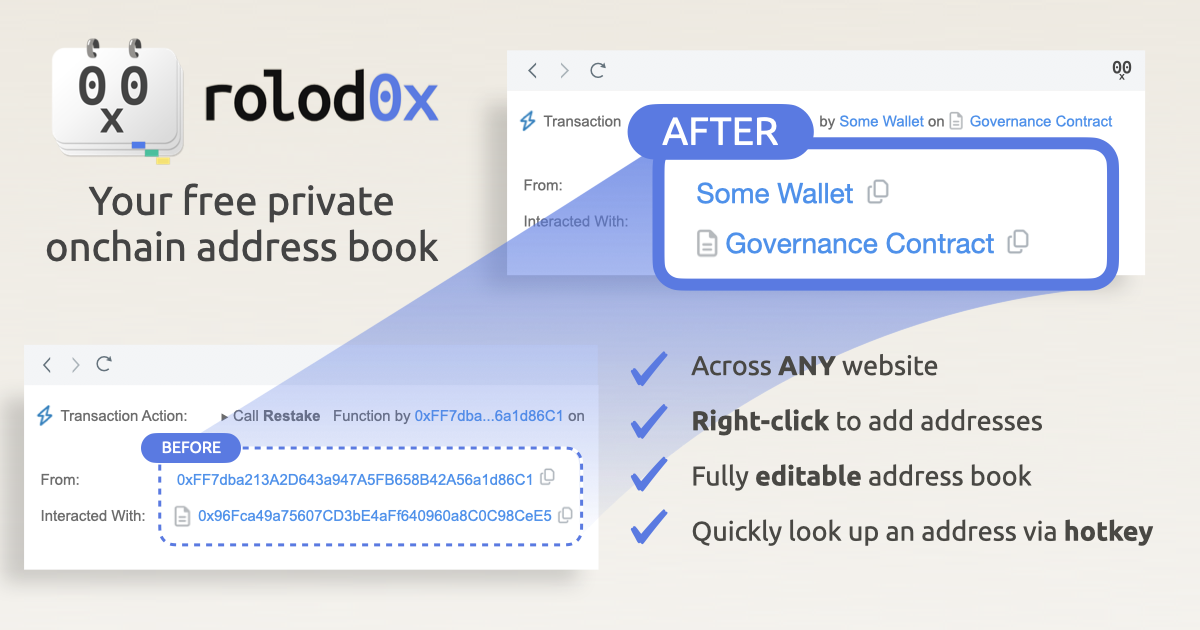 00
x
rolod0x
Your free private
onchain address book
00
x
Transaction
by Some Wallet on Governance Contract
AFTER
From:
Interacted With:
Some Wallet
Governance Contract
Transaction Action: ▸ Call Restake Function by 0xFF7dba...6a1d86C1 on
BEFORE
From: 0xFF7dba213A2D643a947A5FB658B42A56a1d86C1
Interacted With: 0x96Fca49a75607CD3bE4aFf640960a8C0C98CeE5
Across ANY website
Right-click to add addresses
Fully editable address book
Quickly look up an address via hotkey